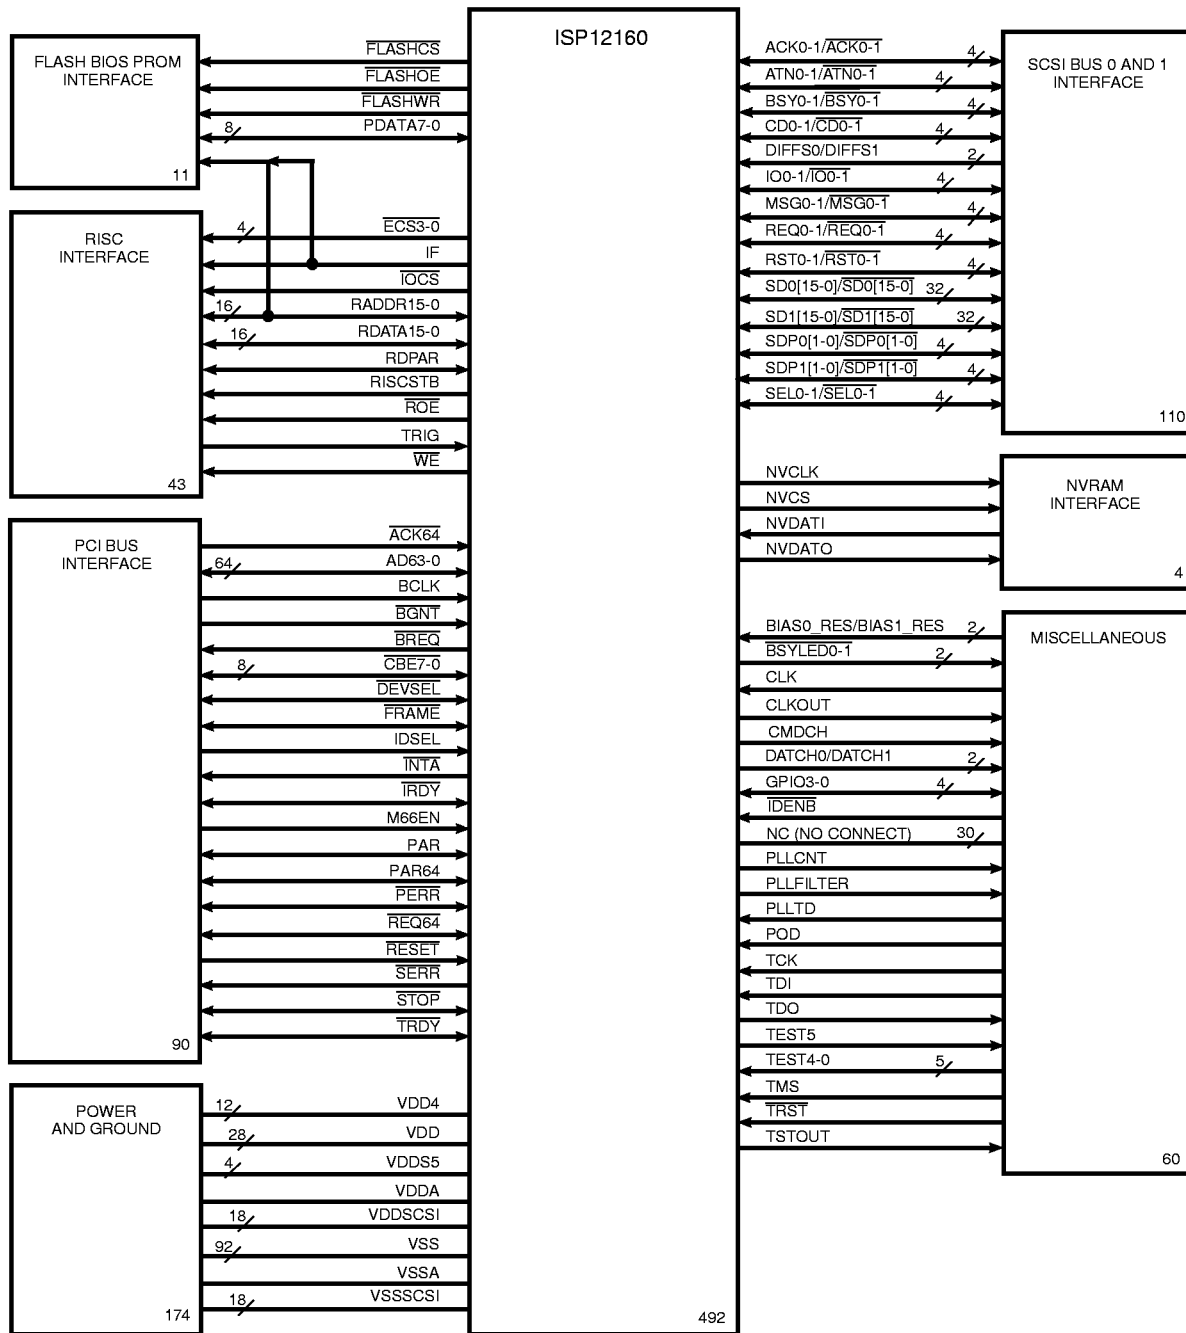 ISP12160
492
FLASH BIOS PROM
INTERFACE
11
FLASHCS
FLASHOE
FLASHWR
8 PDATA7-0
RISC
INTERFACE
43
4 ECS3-0
IF
IOCS
16 RADDR15-0
16 RDATA15-0
RDPAR
RISCSTB
ROE
TRIG
WE
PCI BUS
INTERFACE
90
ACK64
64 AD63-0
BCLK
BGNT
BREQ
8 CBE7-0
DEVSEL
FRAME
IDSEL
INTA
IRDY
M66EN
PAR
PAR64
PERR
REQ64
RESET
SERR
STOP
TRDY
POWER
AND GROUND
174
12 VDD4
28 VDD
4 VDDS5
VDDA
18 VDDSCSI
92 VSS
VSSA
18 VSSSCSI
ACK0-1/ACK0-1 4
ATN0-1/ATN0-1 4
BSY0-1/BSY0-1 4
CD0-1/CD0-1 4
DIFFS0/DIFFS1 2
IO0-1/IO0-1 4
MSG0-1/MSG0-1 4
REQ0-1/REQ0-1 4
RST0-1/RST0-1 4
SD0[15-0]/SD0[15-0] 32
SD1[15-0]/SD1[15-0] 32
SDP0[1-0]/SDP0[1-0] 4
SDP1[1-0]/SDP1[1-0] 4
SEL0-1/SEL0-1 4
SCSI BUS 0 AND 1
INTERFACE
110
NVCLK
NVCS
NVDATI
NVDATO
NVRAM
INTERFACE
4
BIAS0_RES/BIAS1_RES 2
BSYLED0-1 2
CLK
CLKOUT
CMDCH
DATCH0/DATCH1 2
GPIO3-0 4
IDENB
NC (NO CONNECT) 30
PLLCNT
PLLFILTER
PLLTD
POD
TCK
TDI
TDO
TEST5
TEST4-0 5
TMS
TRST
TSTOUT
MISCELLANEOUS
60